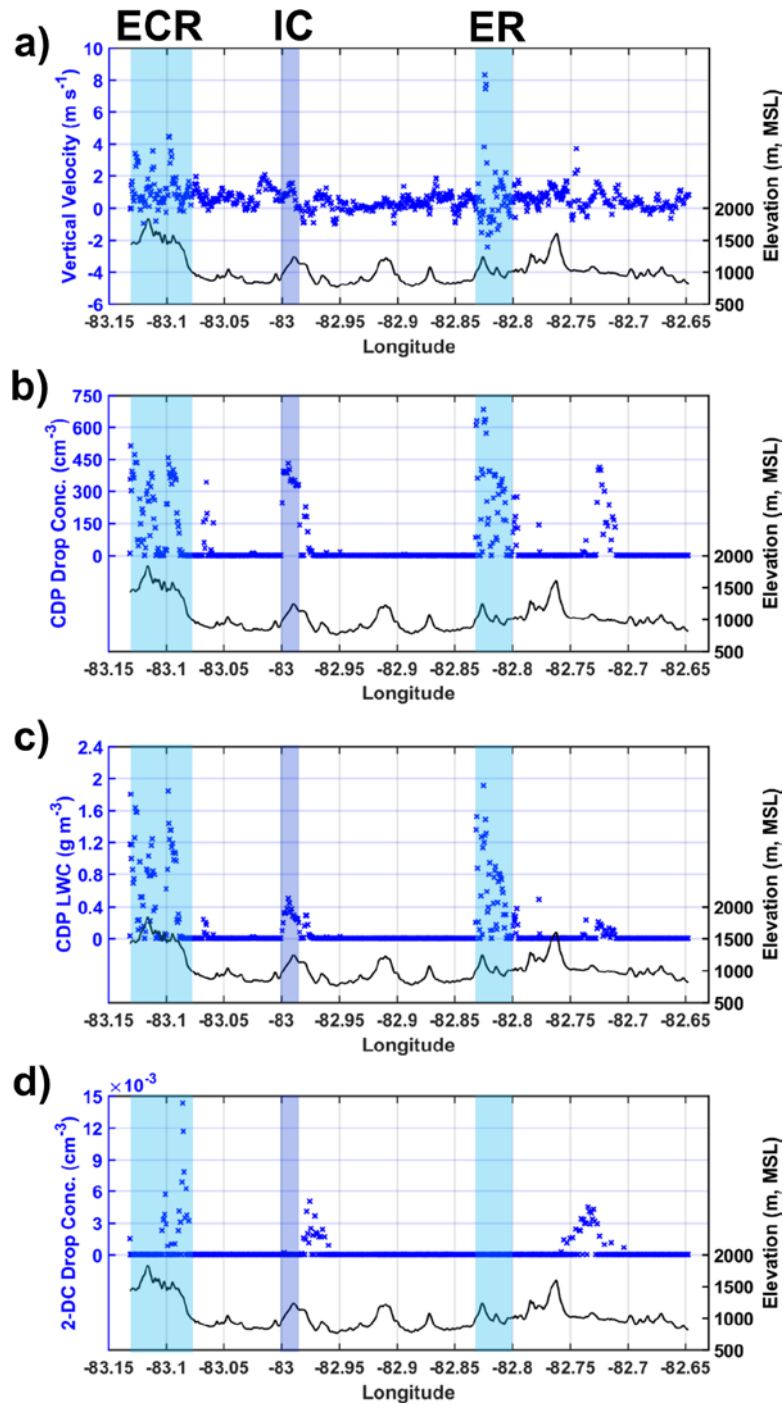 ECR IC ER
a)
Vertical Velocity (m s-1)
10
8
6
4
2
0
-2
-4
-6
2000
1500
1000
500
Elevation (m, MSL)
-83.15 -83.1 -83.05 -83 -82.95 -82.9 -82.85 -82.8 -82.75 -82.7 -82.65
Longitude
b)
CDP Drop Conc. (cm-3)
750
600
450
300
150
0
2000
1500
1000
500
Elevation (m, MSL)
-83.15 -83.1 -83.05 -83 -82.95 -82.9 -82.85 -82.8 -82.75 -82.7 -82.65
Longitude
c)
CDP LWC (g m-3)
2.4
2
1.6
1.2
0.8
0.4
0
2000
1500
1000
500
Elevation (m, MSL)
-83.15 -83.1 -83.05 -83 -82.95 -82.9 -82.85 -82.8 -82.75 -82.7 -82.65
Longitude
d)
2-DC Drop Conc. (cm-3)
×10-3
15
12
9
6
3
0
2000
1500
1000
500
Elevation (m, MSL)
-83.15 -83.1 -83.05 -83 -82.95 -82.9 -82.85 -82.8 -82.75 -82.7 -82.65
Longitude